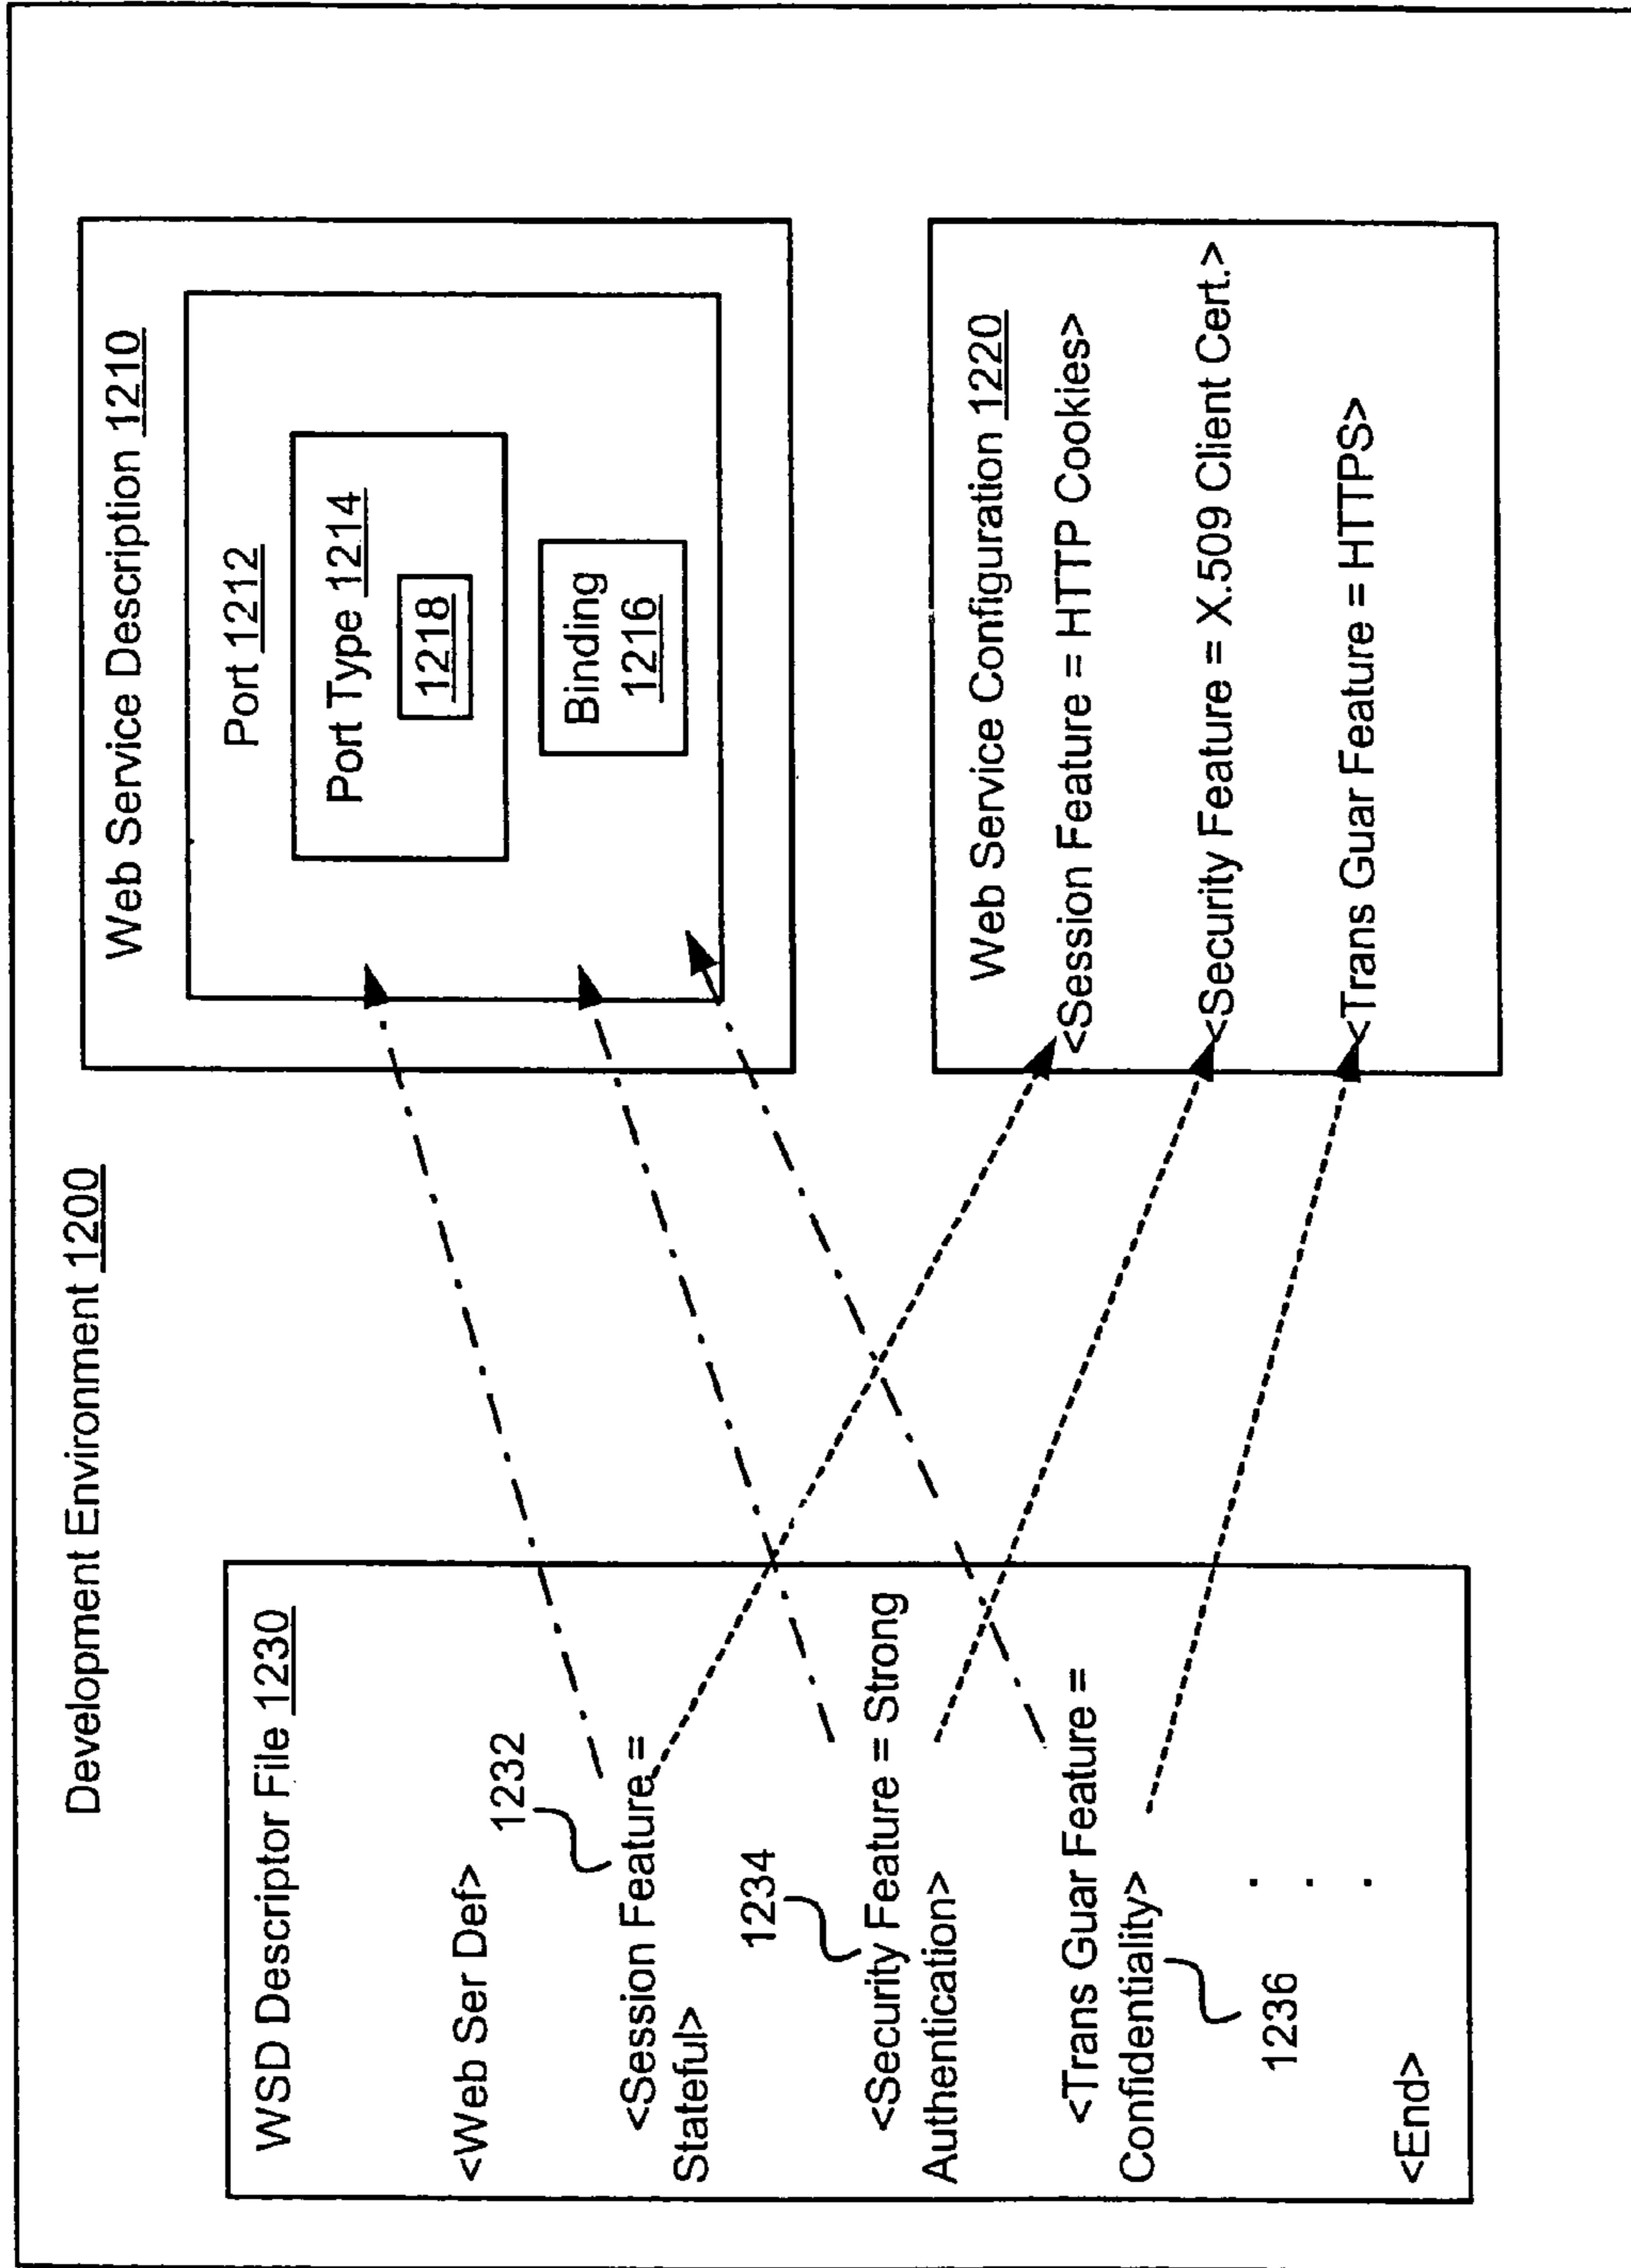 Development Environment 1200
WSD Descriptor File 1230
<Web Ser Def>
1232
<Session Feature =
Stateful>
1234
<Security Feature = Strong
Authentication>
<Trans Guar Feature =
Confidentiality>
1236
.
.
.
<End>
Web Service Description 1210
Port 1212
Port Type 1214
1218
Binding
1216
Web Service Configuration 1220
<Session Feature = HTTP Cookies>
<Security Feature = X.509 Client Cert.>
<Trans Guar Feature = HTTPS>